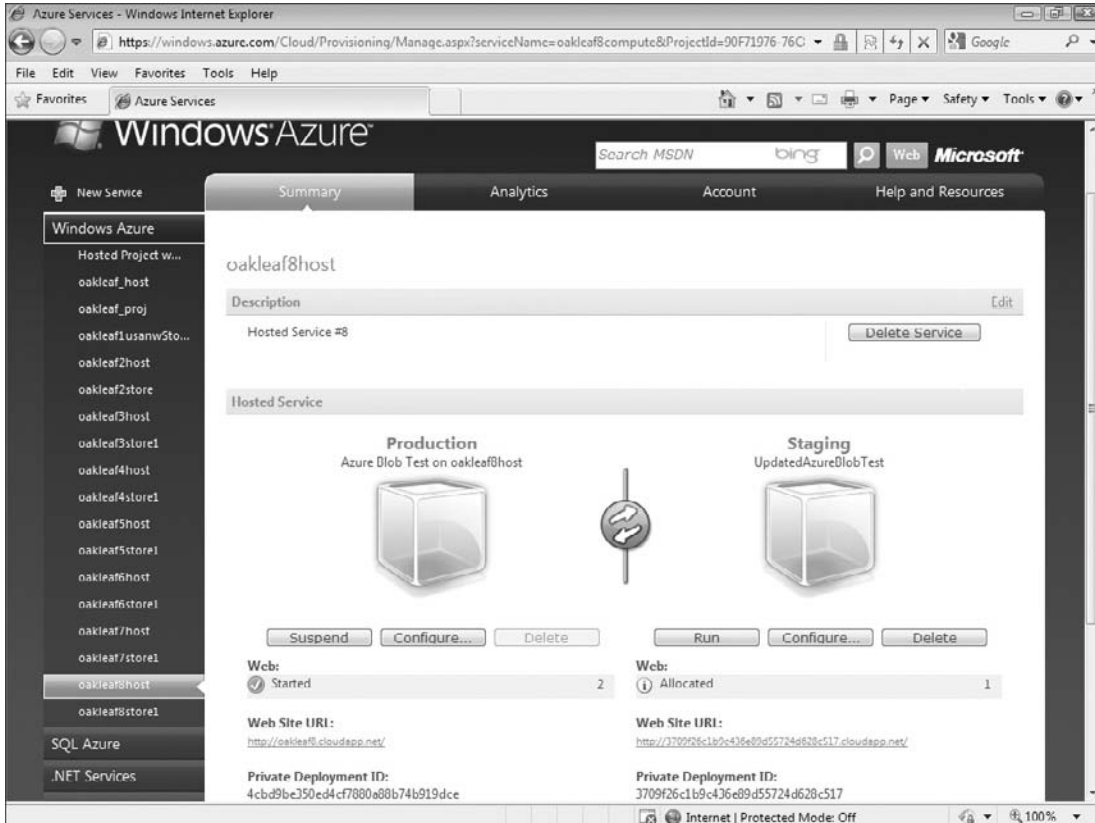 Azure Services - Windows Internet Explorer
https://windows.azure.com/Cloud/Provisioning/Manage.aspx?serviceName=oakleaf8compute&ProjectId=90F71976-76C
Google
File Edit View Favorites Tools Help
Favorites Azure Services Page Safety Tools
Windows Azure
Search MSDN bing Web Microsoft
New Service Summary Analytics Account Help and Resources
Windows Azure
Hosted Project w...
oakleaf_host
oakleaf_proj
oakleaf1usanwSto...
oakleaf2host
oakleaf2store
oakleaf3host
oakleaf3store1
oakleaf4host
oakleaf4store1
oakleaf5host
oakleaf5store1
oakleaf6host
oakleaf6store1
oakleaf7host
oakleaf7store1
oakleaf8host
oakleaf8store1
SQL Azure
.NET Services
oakleaf8host
Description Edit
Hosted Service #8 Delete Service
Hosted Service
Production
Azure Blob Test on oakleaf8host
Suspend Configure... Delete
Web:
Started 2
Web Site URL:
http://oakleaf8.cloudapp.net/
Private Deployment ID:
4cbd9be350ed4cf7880a88b74b919dce
Staging
UpdatedAzureBlobTest
Run Configure... Delete
Web:
Allocated 1
Web Site URL:
http://3709f26c1b9c436e89d55724d628c517.cloudapp.net/
Private Deployment ID:
3709f26c1b9c436e89d55724d628c517
Internet | Protected Mode: Off 100%